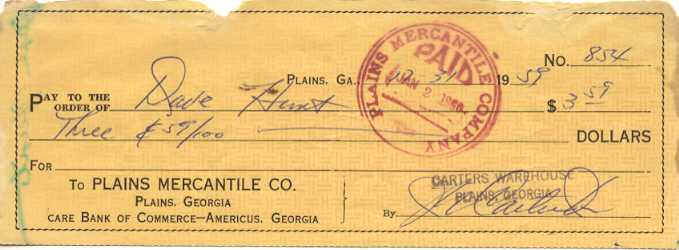 No. 854
PLAINS, GA. 12-31 1959
PAY TO THE ORDER OF Dave Hunt $ 3 59
Three & 59/100 DOLLARS
PLAINS MERCANTILE COMPANY
PAID
JAN 2 1960
FOR
TO PLAINS MERCANTILE CO.
PLAINS, GEORGIA
CARE BANK OF COMMERCE—AMERICUS, GEORGIA
CARTERS WAREHOUSE
PLAINS, GEORGIA
By